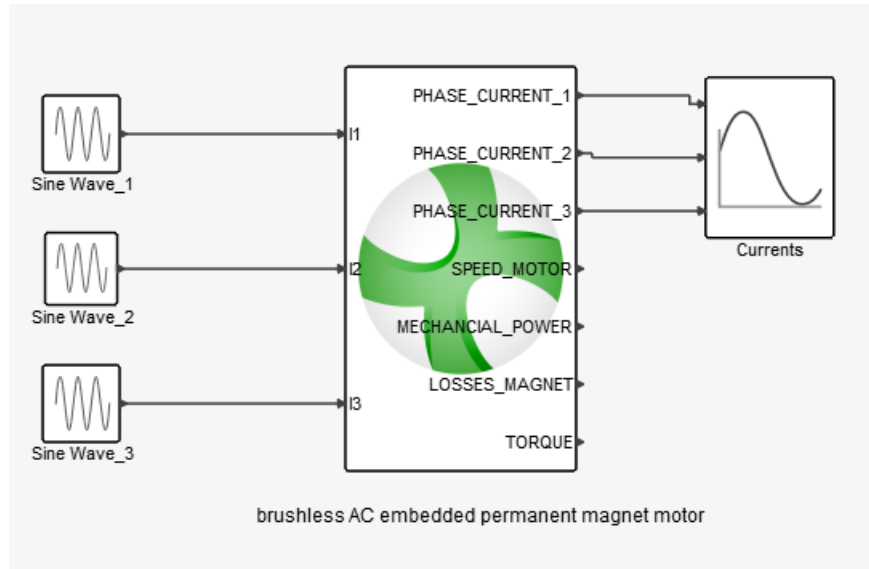 Sine Wave_1
Sine Wave_2
Sine Wave_3
I1
I2
I3
PHASE_CURRENT_1
PHASE_CURRENT_2
PHASE_CURRENT_3
SPEED_MOTOR
MECHANCIAL_POWER
LOSSES_MAGNET
TORQUE
Currents
brushless AC embedded permanent magnet motor